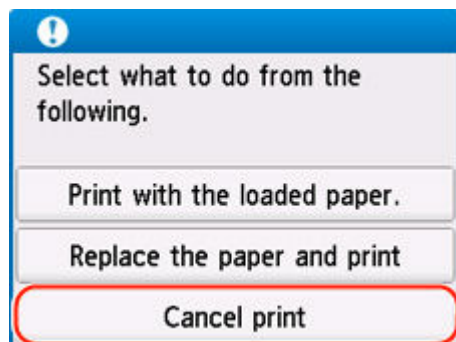 Select what to do from the
following.
Print with the loaded paper.
Replace the paper and print
Cancel print